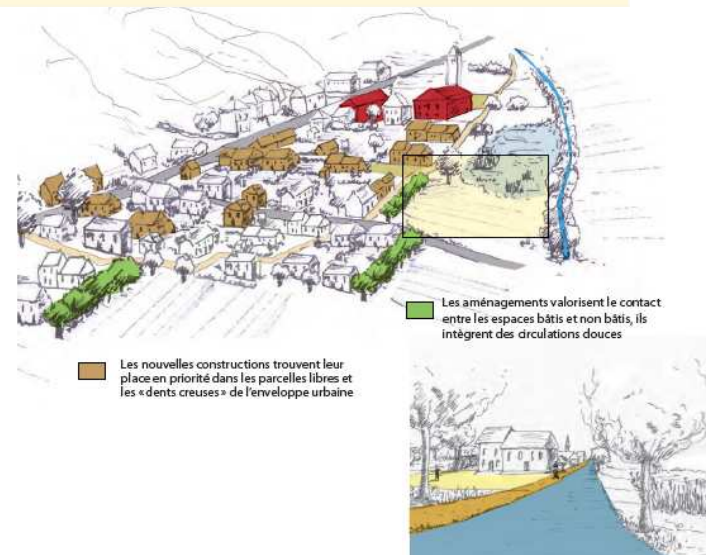 Les aménagements valorisent le contact
entre les espaces bâtis et non bâtis, ils
intègrent des circulations douces
Les nouvelles constructions trouvent leur
place en priorité dans les parcelles libres et
les «dents creuses» de l'enveloppe urbaine